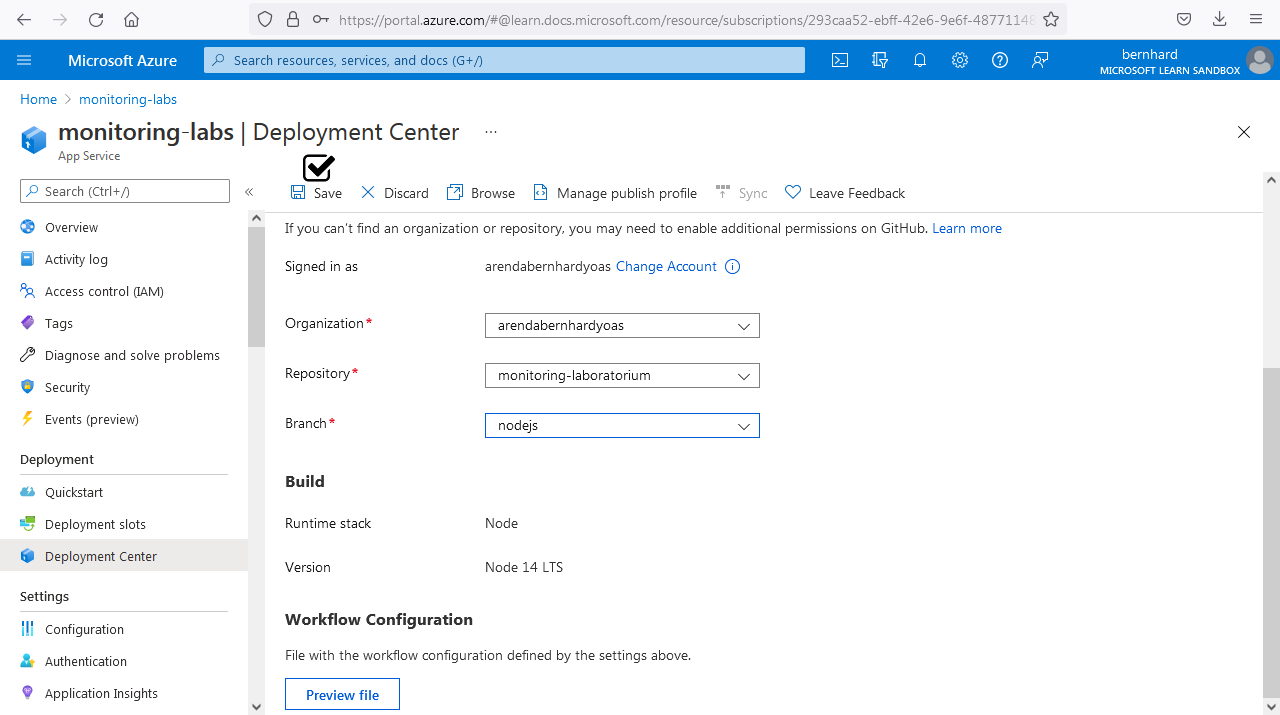 https://portal.azure.com/#@learn.docs.microsoft.com/resource/subscriptions/293caa52-ebff-42e6-9e6f-48771148
Microsoft Azure
Search resources, services, and docs (G+/)
bernhard
MICROSOFT LEARN SANDBOX
Home > monitoring-labs
monitoring-labs | Deployment Center ...
App Service
Search (Ctrl+/) «
Save Discard Browse Manage publish profile Sync Leave Feedback
Overview
Activity log
Access control (IAM)
Tags
Diagnose and solve problems
Security
Events (preview)
Deployment
Quickstart
Deployment slots
Deployment Center
Settings
Configuration
Authentication
Application Insights
If you can't find an organization or repository, you may need to enable additional permissions on GitHub. Learn more
Signed in as arendabernhardyoas Change Account
Organization* arendabernhardyoas
Repository* monitoring-laboratorium
Branch* nodejs
Build
Runtime stack Node
Version Node 14 LTS
Workflow Configuration
File with the workflow configuration defined by the settings above.
Preview file